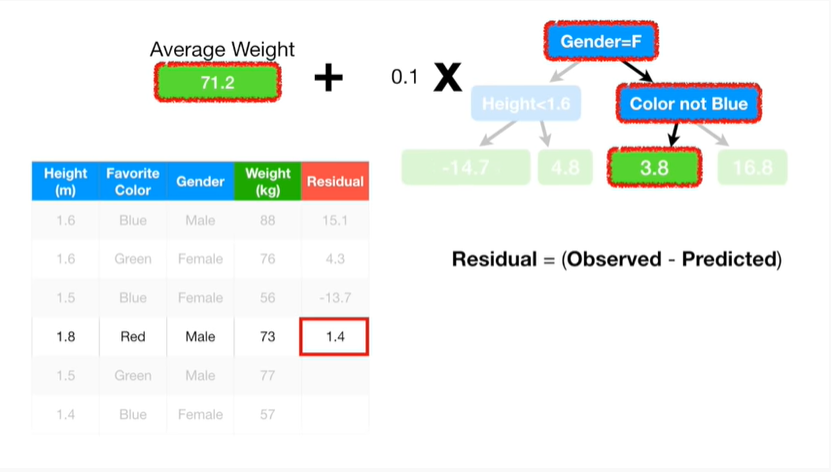 Average Weight
71.2
+
0.1 X
Gender=F
Height<1.6
Color not Blue
-14.7
4.8
3.8
16.8
Height (m) Favorite Color Gender Weight (kg) Residual
1.6 Blue Male 88 15.1
1.6 Green Female 76 4.3
1.5 Blue Female 56 -13.7
1.8 Red Male 73 1.4
1.5 Green Male 77
1.4 Blue Female 57
Residual = (Observed - Predicted)